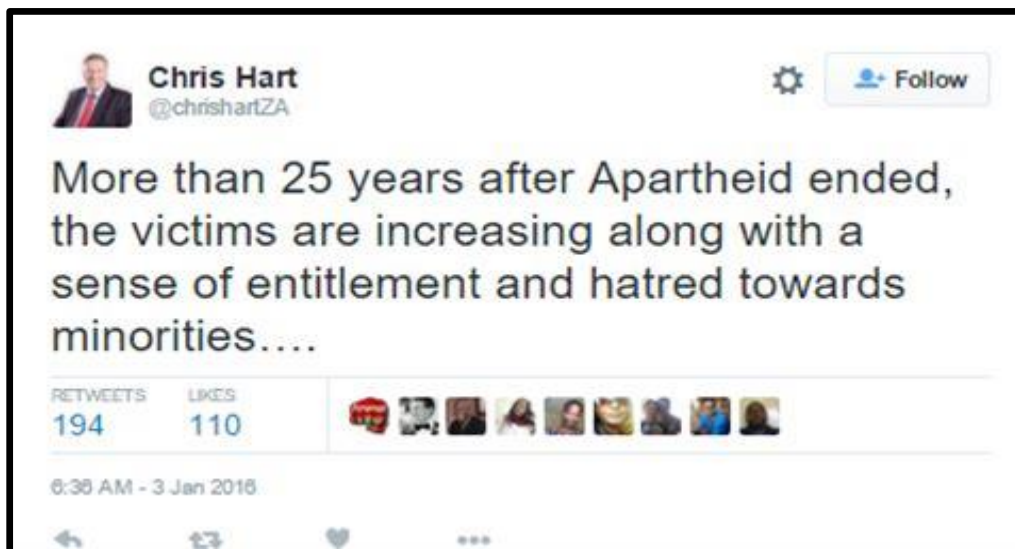 Chris Hart
@chrishartZA
Follow
More than 25 years after Apartheid ended,
the victims are increasing along with a
sense of entitlement and hatred towards
minorities....
RETWEETS LIKES
194 110
6:36 AM - 3 Jan 2016